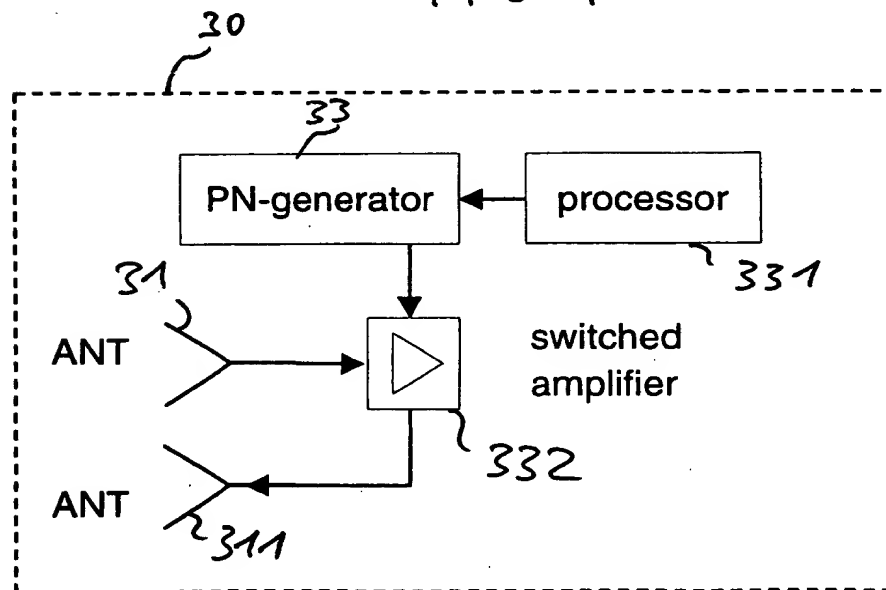 30
33
PN-generator
processor
331
31
ANT
switched
amplifier
332
ANT
311